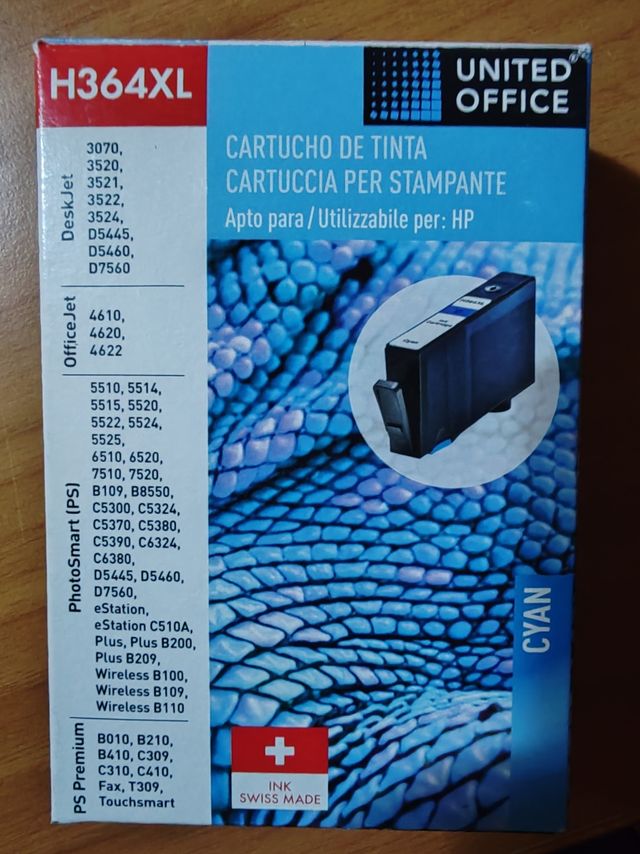 H364XL
UNITED
OFFICE®
CARTUCHO DE TINTA
CARTUCCIA PER STAMPANTE
Apto para / Utilizzabile per: HP
DeskJet
3070,
3520,
3521,
3522,
3524,
D5445,
D5460,
D7560
OfficeJet
4610,
4620,
4622
PhotoSmart (PS)
5510, 5514,
5515, 5520,
5522, 5524,
5525,
6510, 6520,
7510, 7520,
B109, B8550,
C5300, C5324,
C5370, C5380,
C5390, C6324,
C6380,
D5445, D5460,
D7560,
eStation,
eStation C510A,
Plus, Plus B200,
Plus B209,
Wireless B100,
Wireless B109,
Wireless B110
PS Premium
B010, B210,
B410, C309,
C310, C410,
Fax, T309,
Touchsmart
H364XL
Ink
Cartridge
Cyan
CYAN
INK
SWISS MADE